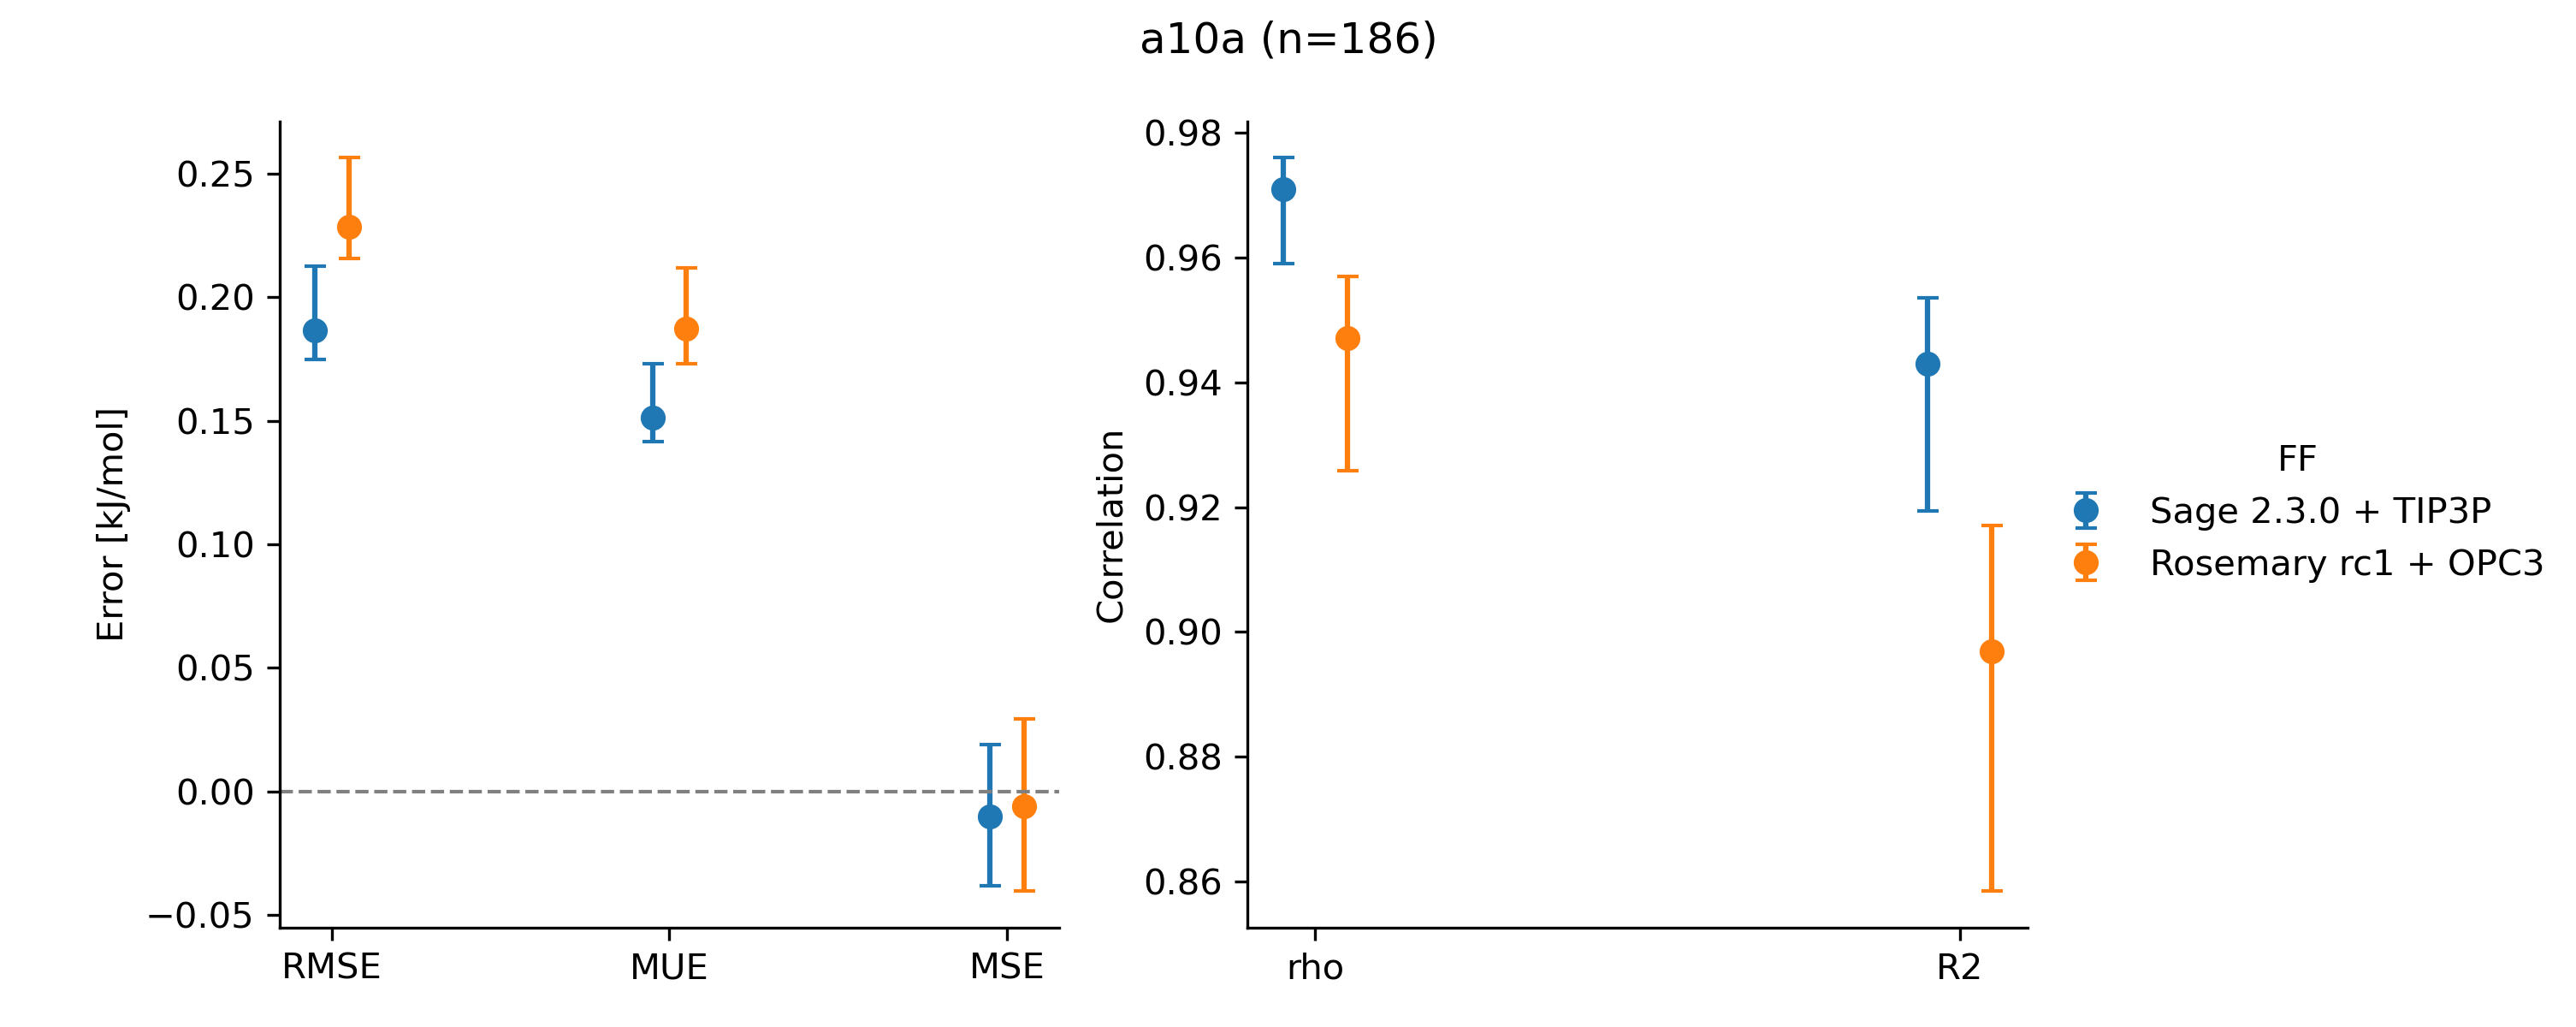 a10a (n=186)
Error [kJ/mol]
0.25
0.20
0.15
0.10
0.05
0.00
−0.05
RMSE
MUE
MSE
Correlation
0.98
0.96
0.94
0.92
0.90
0.88
0.86
rho
R2
FF
Sage 2.3.0 + TIP3P
Rosemary rc1 + OPC3